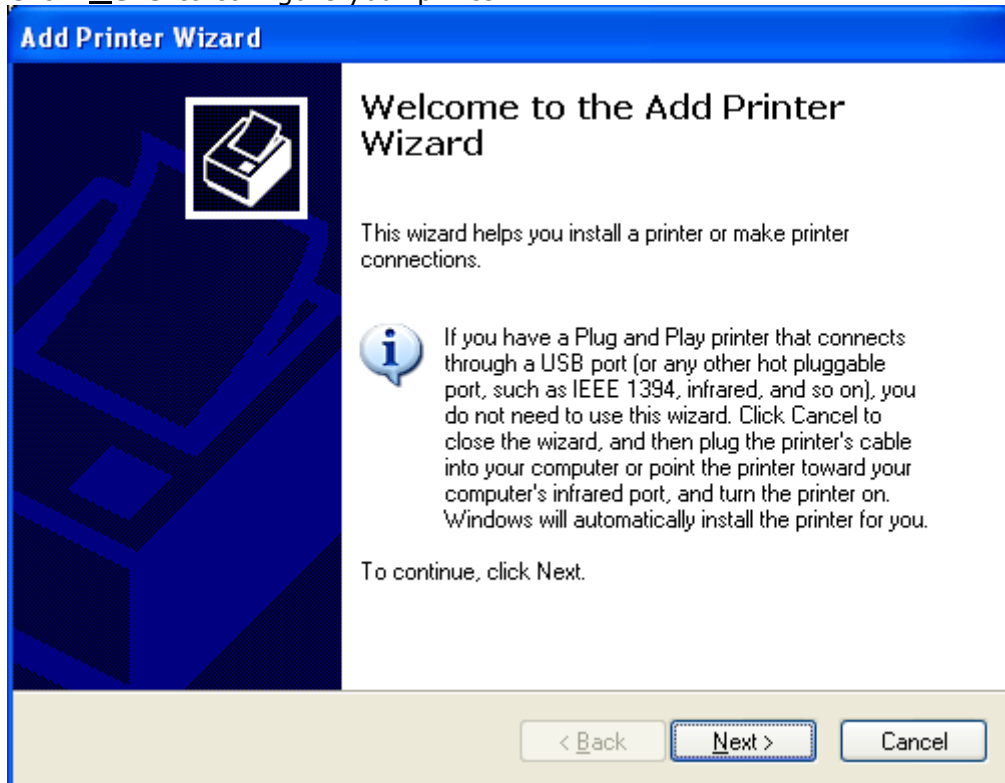 Add Printer Wizard
Welcome to the Add Printer
Wizard
This wizard helps you install a printer or make printer
connections.
If you have a Plug and Play printer that connects
through a USB port (or any other hot pluggable
port, such as IEEE 1394, infrared, and so on), you
do not need to use this wizard. Click Cancel to
close the wizard, and then plug the printer's cable
into your computer or point the printer toward your
computer's infrared port, and turn the printer on.
Windows will automatically install the printer for you.
To continue, click Next.
< Back Next > Cancel